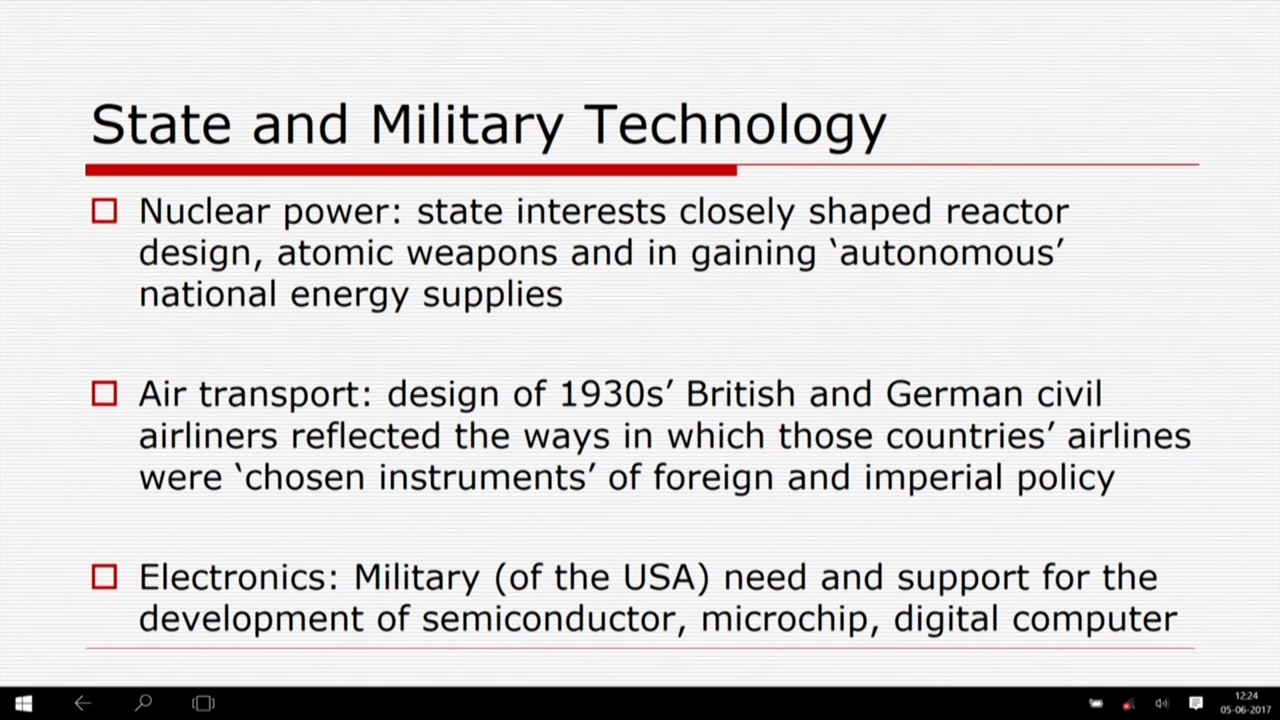 State and Military Technology
Nuclear power: state interests closely shaped reactor
design, atomic weapons and in gaining ‘autonomous’
national energy supplies
Air transport: design of 1930s’ British and German civil
airliners reflected the ways in which those countries’ airlines
were ‘chosen instruments’ of foreign and imperial policy
Electronics: Military (of the USA) need and support for the
development of semiconductor, microchip, digital computer
12:24
05-06-2017